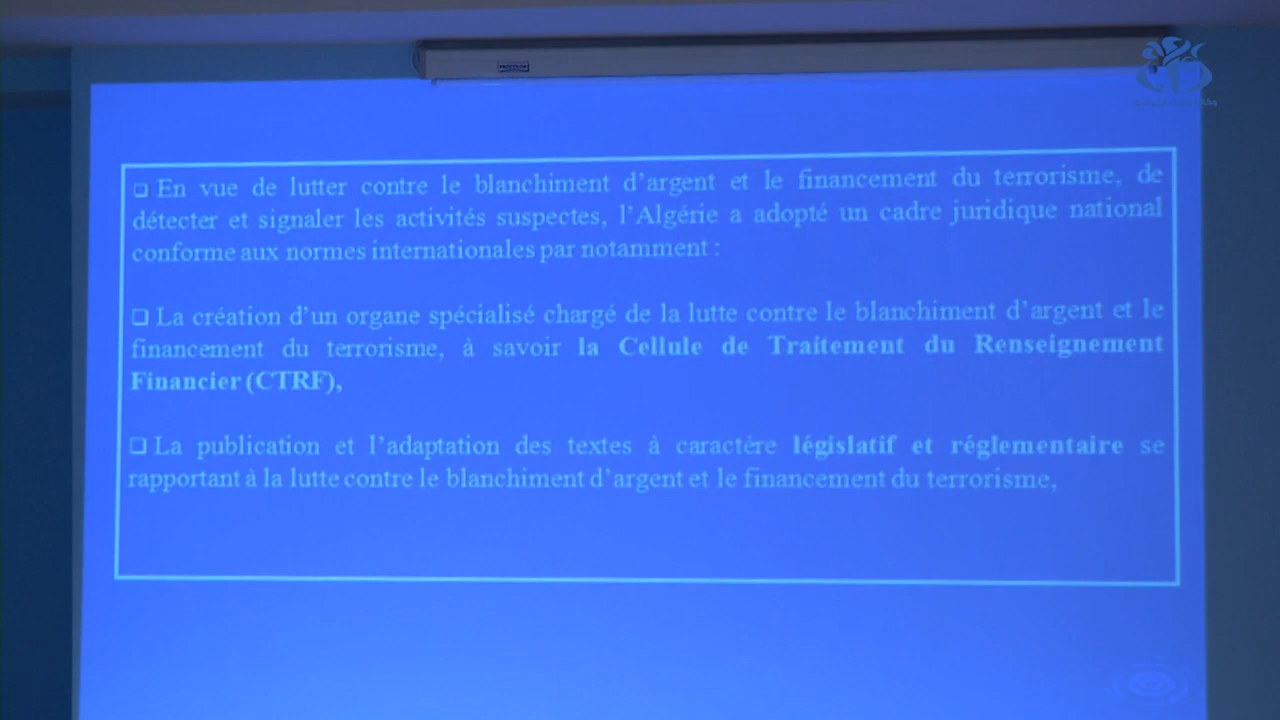 ❑ En vue de lutter contre le blanchiment d'argent et le financement du terrorisme, de
détecter et signaler les activités suspectes, l'Algérie a adopté un cadre juridique national
conforme aux normes internationales par notamment :
❑ La création d'un organe spécialisé chargé de la lutte contre le blanchiment d'argent et le
financement du terrorisme, à savoir la Cellule de Traitement du Renseignement
Financier (CTRF),
❑ La publication et l'adaptation des textes à caractère législatif et réglementaire se
rapportant à la lutte contre le blanchiment d'argent et le financement du terrorisme,